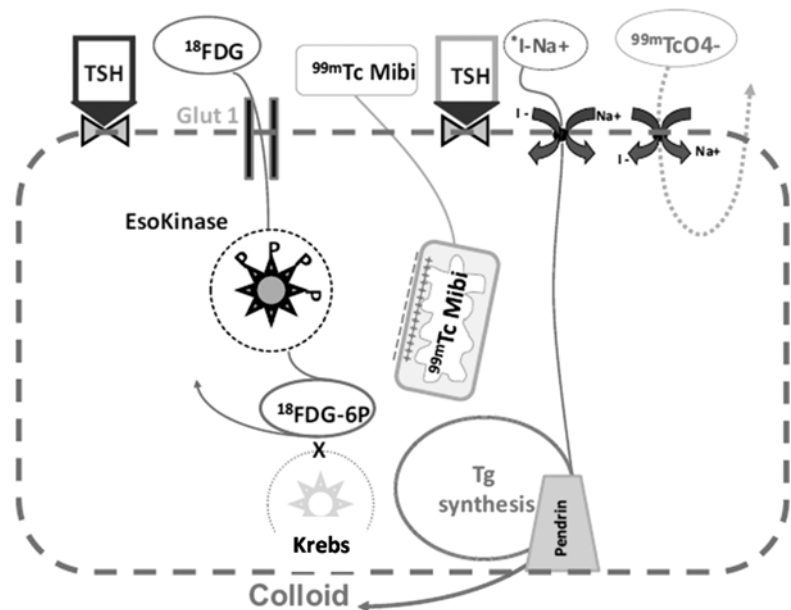 TSH
¹⁸FDG
⁹⁹ᵐTc Mibi
TSH
*I-Na+
⁹⁹ᵐTcO4-
Glut 1
I -
Na+
I -
Na+
EsoKinase
P
P
P
P
⁹⁹ᵐTc Mibi
¹⁸FDG-6P
X
Krebs
Tg
synthesis
Pendrin
Colloid